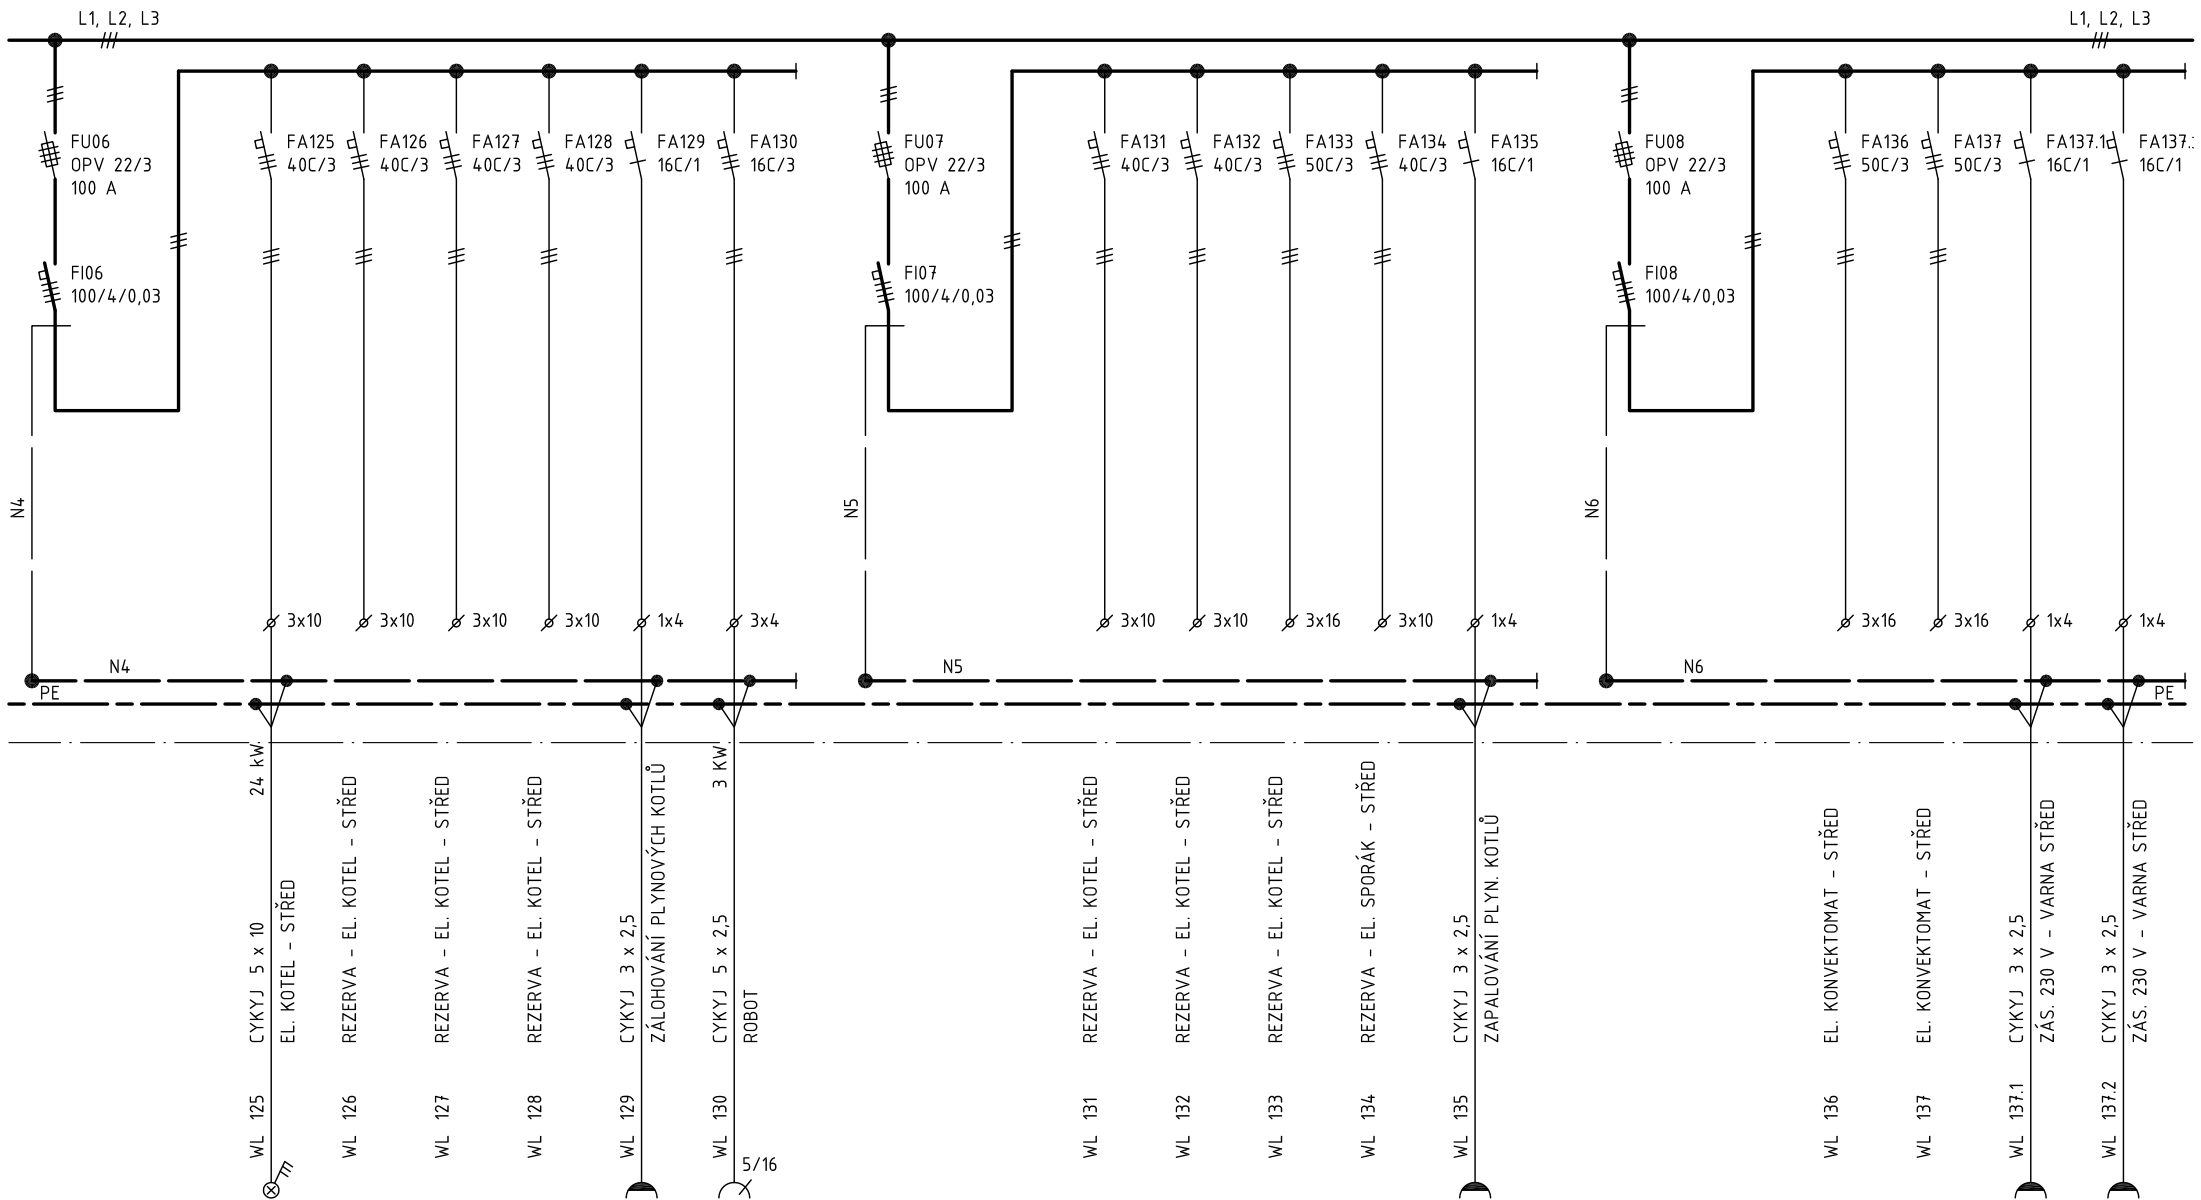 L1, L2, L3
L1, L2, L3
FU06
OPV 22/3
100 A
FA125
40C/3
FA126
40C/3
FA127
40C/3
FA128
40C/3
FA129
16C/1
FA130
16C/3
FU07
OPV 22/3
100 A
FA131
40C/3
FA132
40C/3
FA133
50C/3
FA134
40C/3
FA135
16C/1
FU08
OPV 22/3
100 A
FA136
50C/3
FA137
50C/3
FA137.1
16C/1
16C/1
FI06
100/4/0,03
FI07
100/4/0,03
FI08
100/4/0,03
N4
N5
N6
3x10
3x10
3x10
3x10
1x4
3x4
3x10
3x10
3x16
3x10
1x4
3x16
3x16
1x4
1x4
N4
N5
N6
PE
PE
WL 125 CYKYJ 5 x 10 24 kW
EL. KOTEL - STŘED
WL 126 REZERVA - EL. KOTEL - STŘED
WL 127 REZERVA - EL. KOTEL - STŘED
WL 128 REZERVA - EL. KOTEL - STŘED
WL 129 CYKYJ 3 x 2,5
ZÁLOHOVÁNÍ PLYNOVÝCH KOTLŮ
WL 130 CYKYJ 5 x 2,5 3 KW
ROBOT
5/16
WL 131 REZERVA - EL. KOTEL - STŘED
WL 132 REZERVA - EL. KOTEL - STŘED
WL 133 REZERVA - EL. KOTEL - STŘED
WL 134 REZERVA - EL. SPORÁK - STŘED
WL 135 CYKYJ 3 x 2,5
ZAPALOVÁNÍ PLYN. KOTLŮ
WL 136 EL. KONVEKTOMAT - STŘED
WL 137 EL. KONVEKTOMAT - STŘED
WL 137.1 CYKYJ 3 x 2,5
ZÁS. 230 V - VARNA STŘED
WL 137.2 CYKYJ 3 x 2,5
ZÁS. 230 V - VARNA STŘED